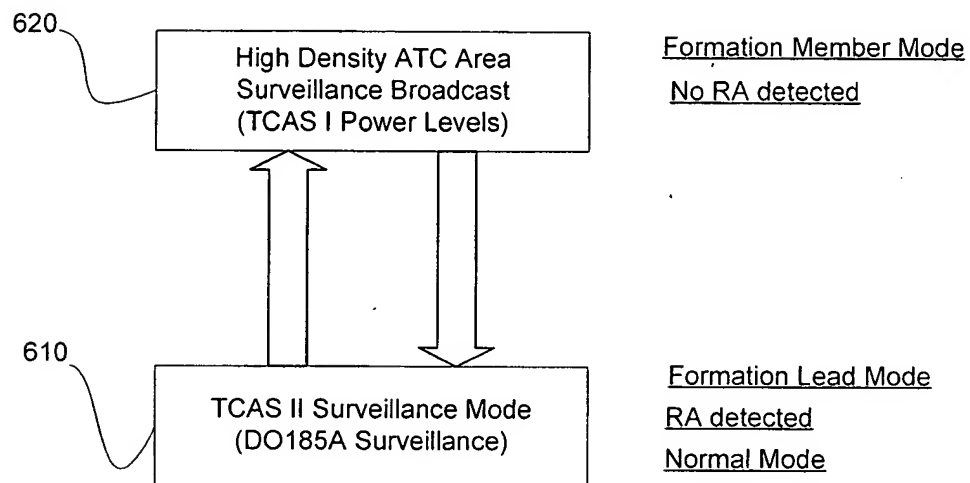 620
High Density ATC Area
Surveillance Broadcast
(TCAS I Power Levels)
Formation Member Mode
No RA detected
610
TCAS II Surveillance Mode
(DO185A Surveillance)
Formation Lead Mode
RA detected
Normal Mode